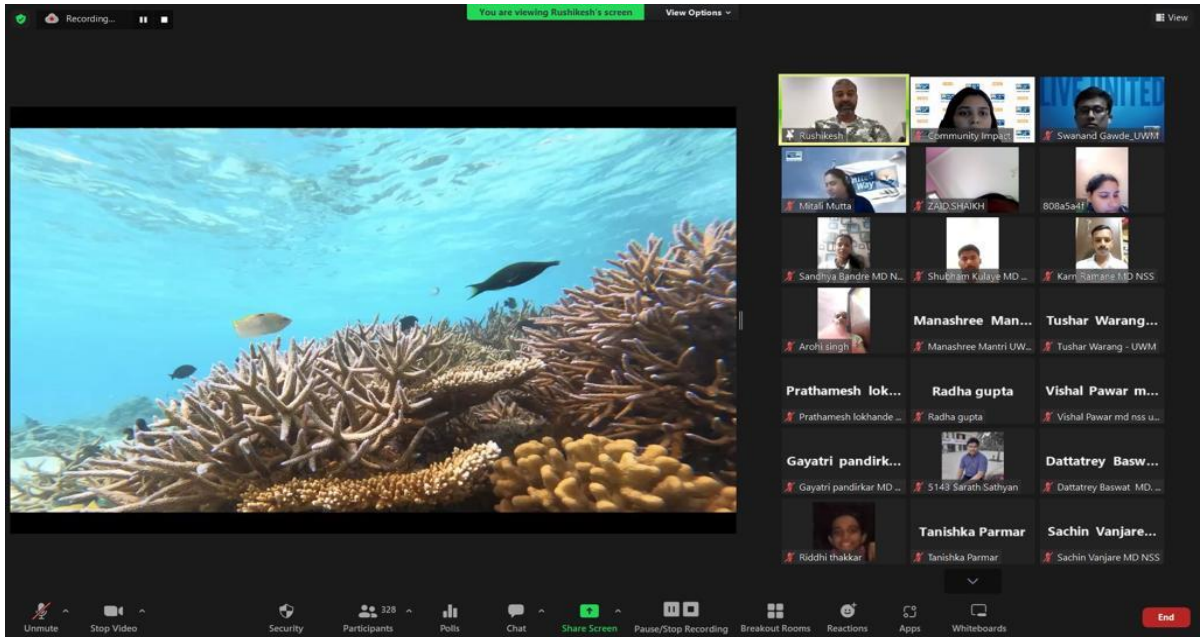 Recording...
You are viewing Rushikesh's screen
View Options
View
Rushikesh
Community Impact
LIVE UNITED
Swanand Gawde_UWM
Way
Mitali Mutta
ZAID.SHAIKH
808a5a4f
Sandhya Bandre MD N...
Shubham Kulaye MD ...
Karn Ramane MD NSS
Arohi singh
Manashree Man...
Manashree Mantri UW...
Tushar Warang...
Tushar Warang - UWM
Prathamesh lok...
Prathamesh lokhande ...
Radha gupta
Radha gupta
Vishal Pawar m...
Vishal Pawar md nss u...
Gayatri pandirk...
Gayatri pandirkar MD ...
5143 Sarath Sathyan
Dattatrey Basw...
Dattatrey Baswat MD. ...
Riddhi thakkar
Tanishka Parmar
Tanishka Parmar
Sachin Vanjare...
Sachin Vanjare MD NSS
Unmute
Stop Video
Security
328
Participants
Polls
Chat
Share Screen
Pause/Stop Recording
Breakout Rooms
Reactions
Apps
Whiteboards
End